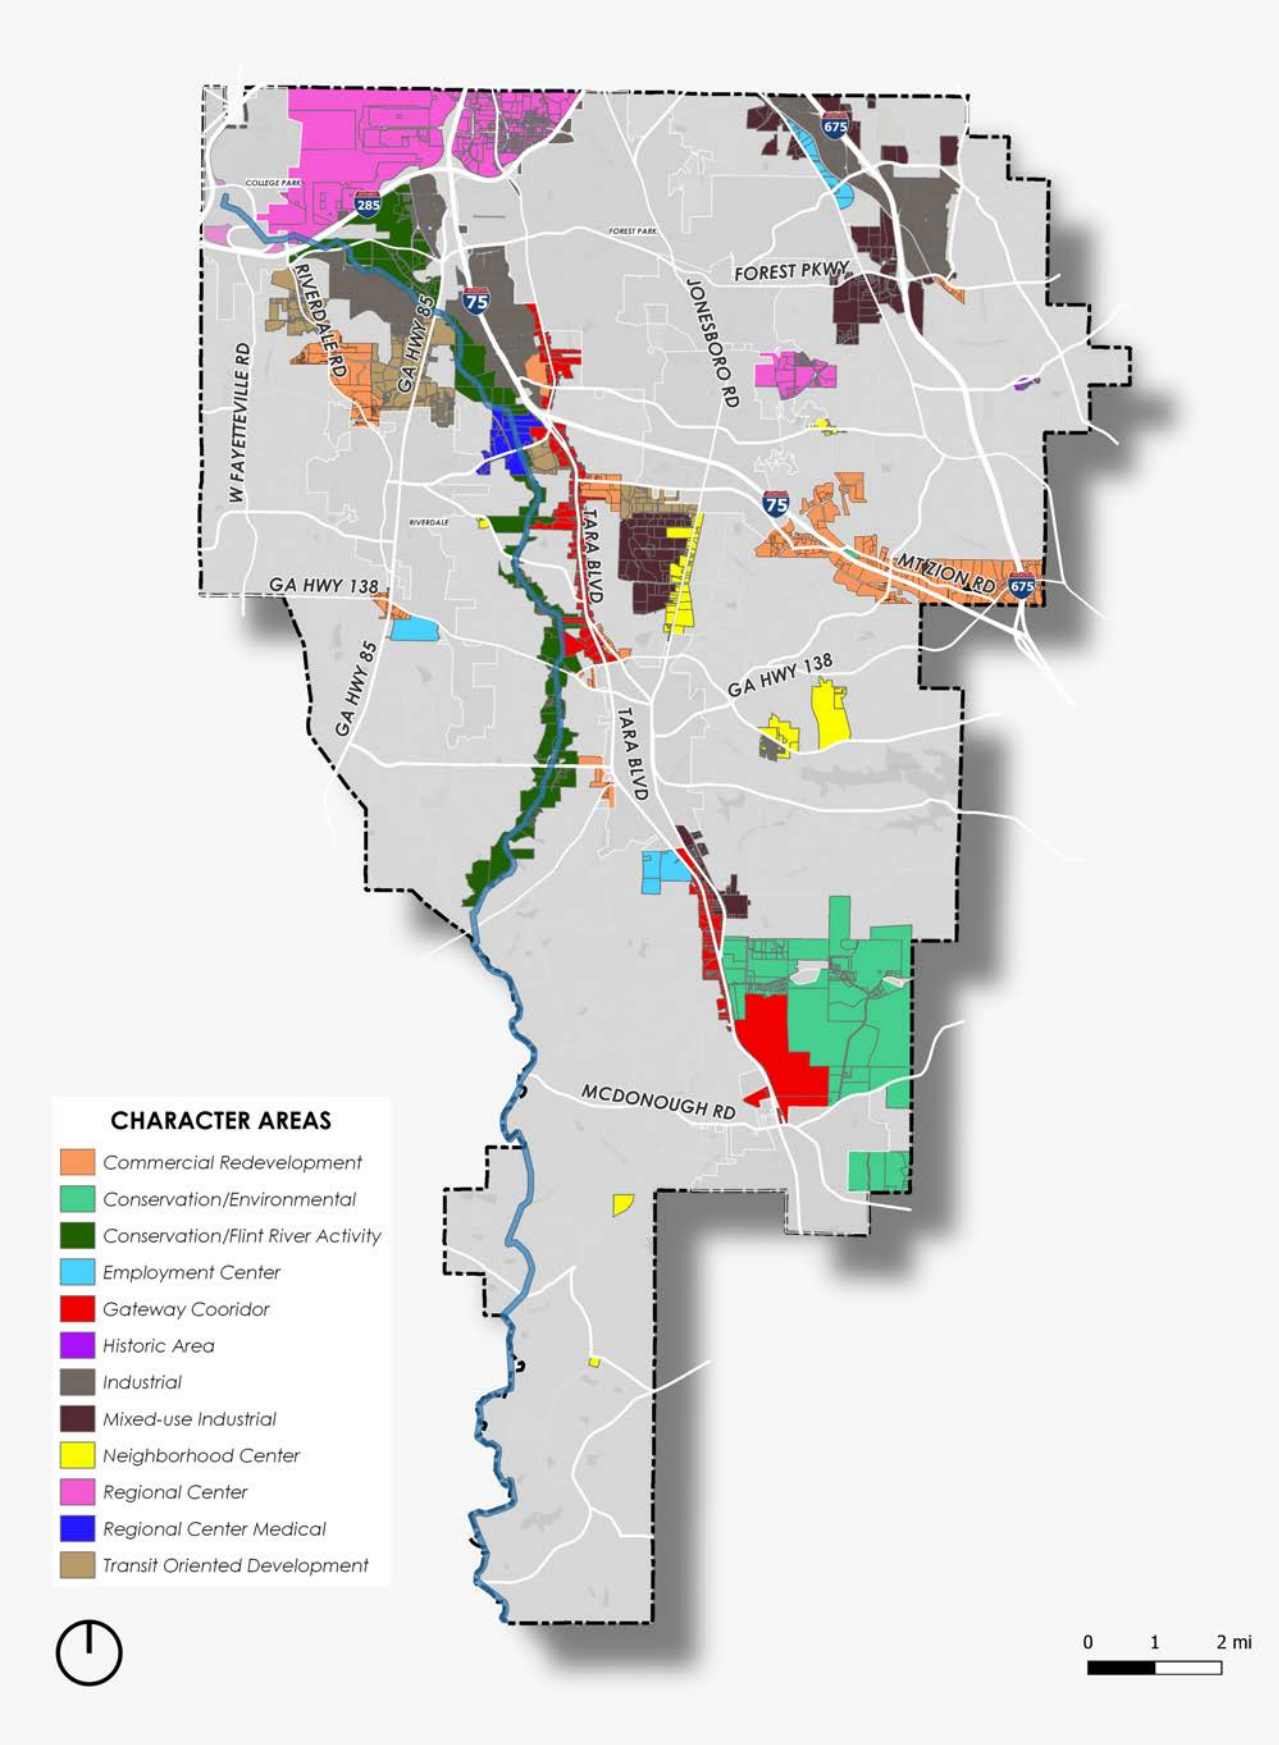 675
COLLEGE PARK
285
FOREST PARK
FOREST PKWY
RIVERDALE RD
GA HWY 85
75
JONESBORO RD
W FAYETTEVILLE RD
75
RIVERDALE
TARA BLVD
MT ZION RD
675
GA HWY 138
GA HWY 85
GA HWY 138
TARA BLVD
MCDONOUGH RD
CHARACTER AREAS
Commercial Redevelopment
Conservation/Environmental
Conservation/Flint River Activity
Employment Center
Gateway Cooridor
Historic Area
Industrial
Mixed-use Industrial
Neighborhood Center
Regional Center
Regional Center Medical
Transit Oriented Development
0 1 2 mi